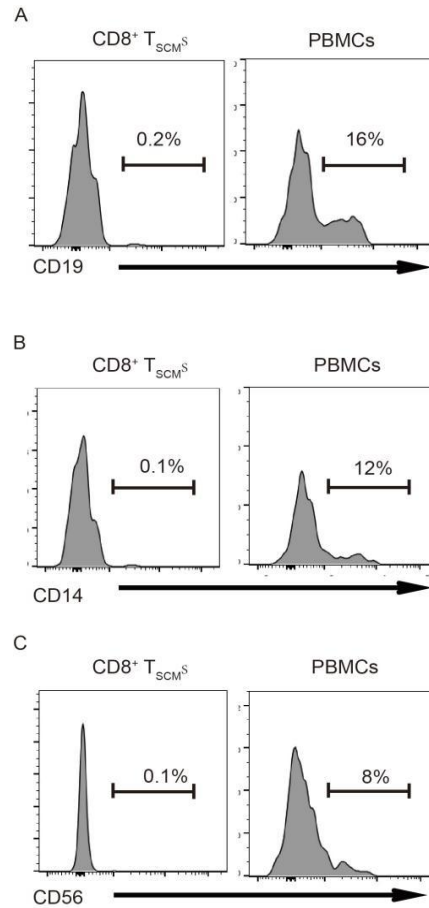 A
CD8⁺ T_SCMs PBMCs
0.2% 16%
CD19
B
CD8⁺ T_SCMs PBMCs
0.1% 12%
CD14
C
CD8⁺ T_SCMs PBMCs
0.1% 8%
CD56